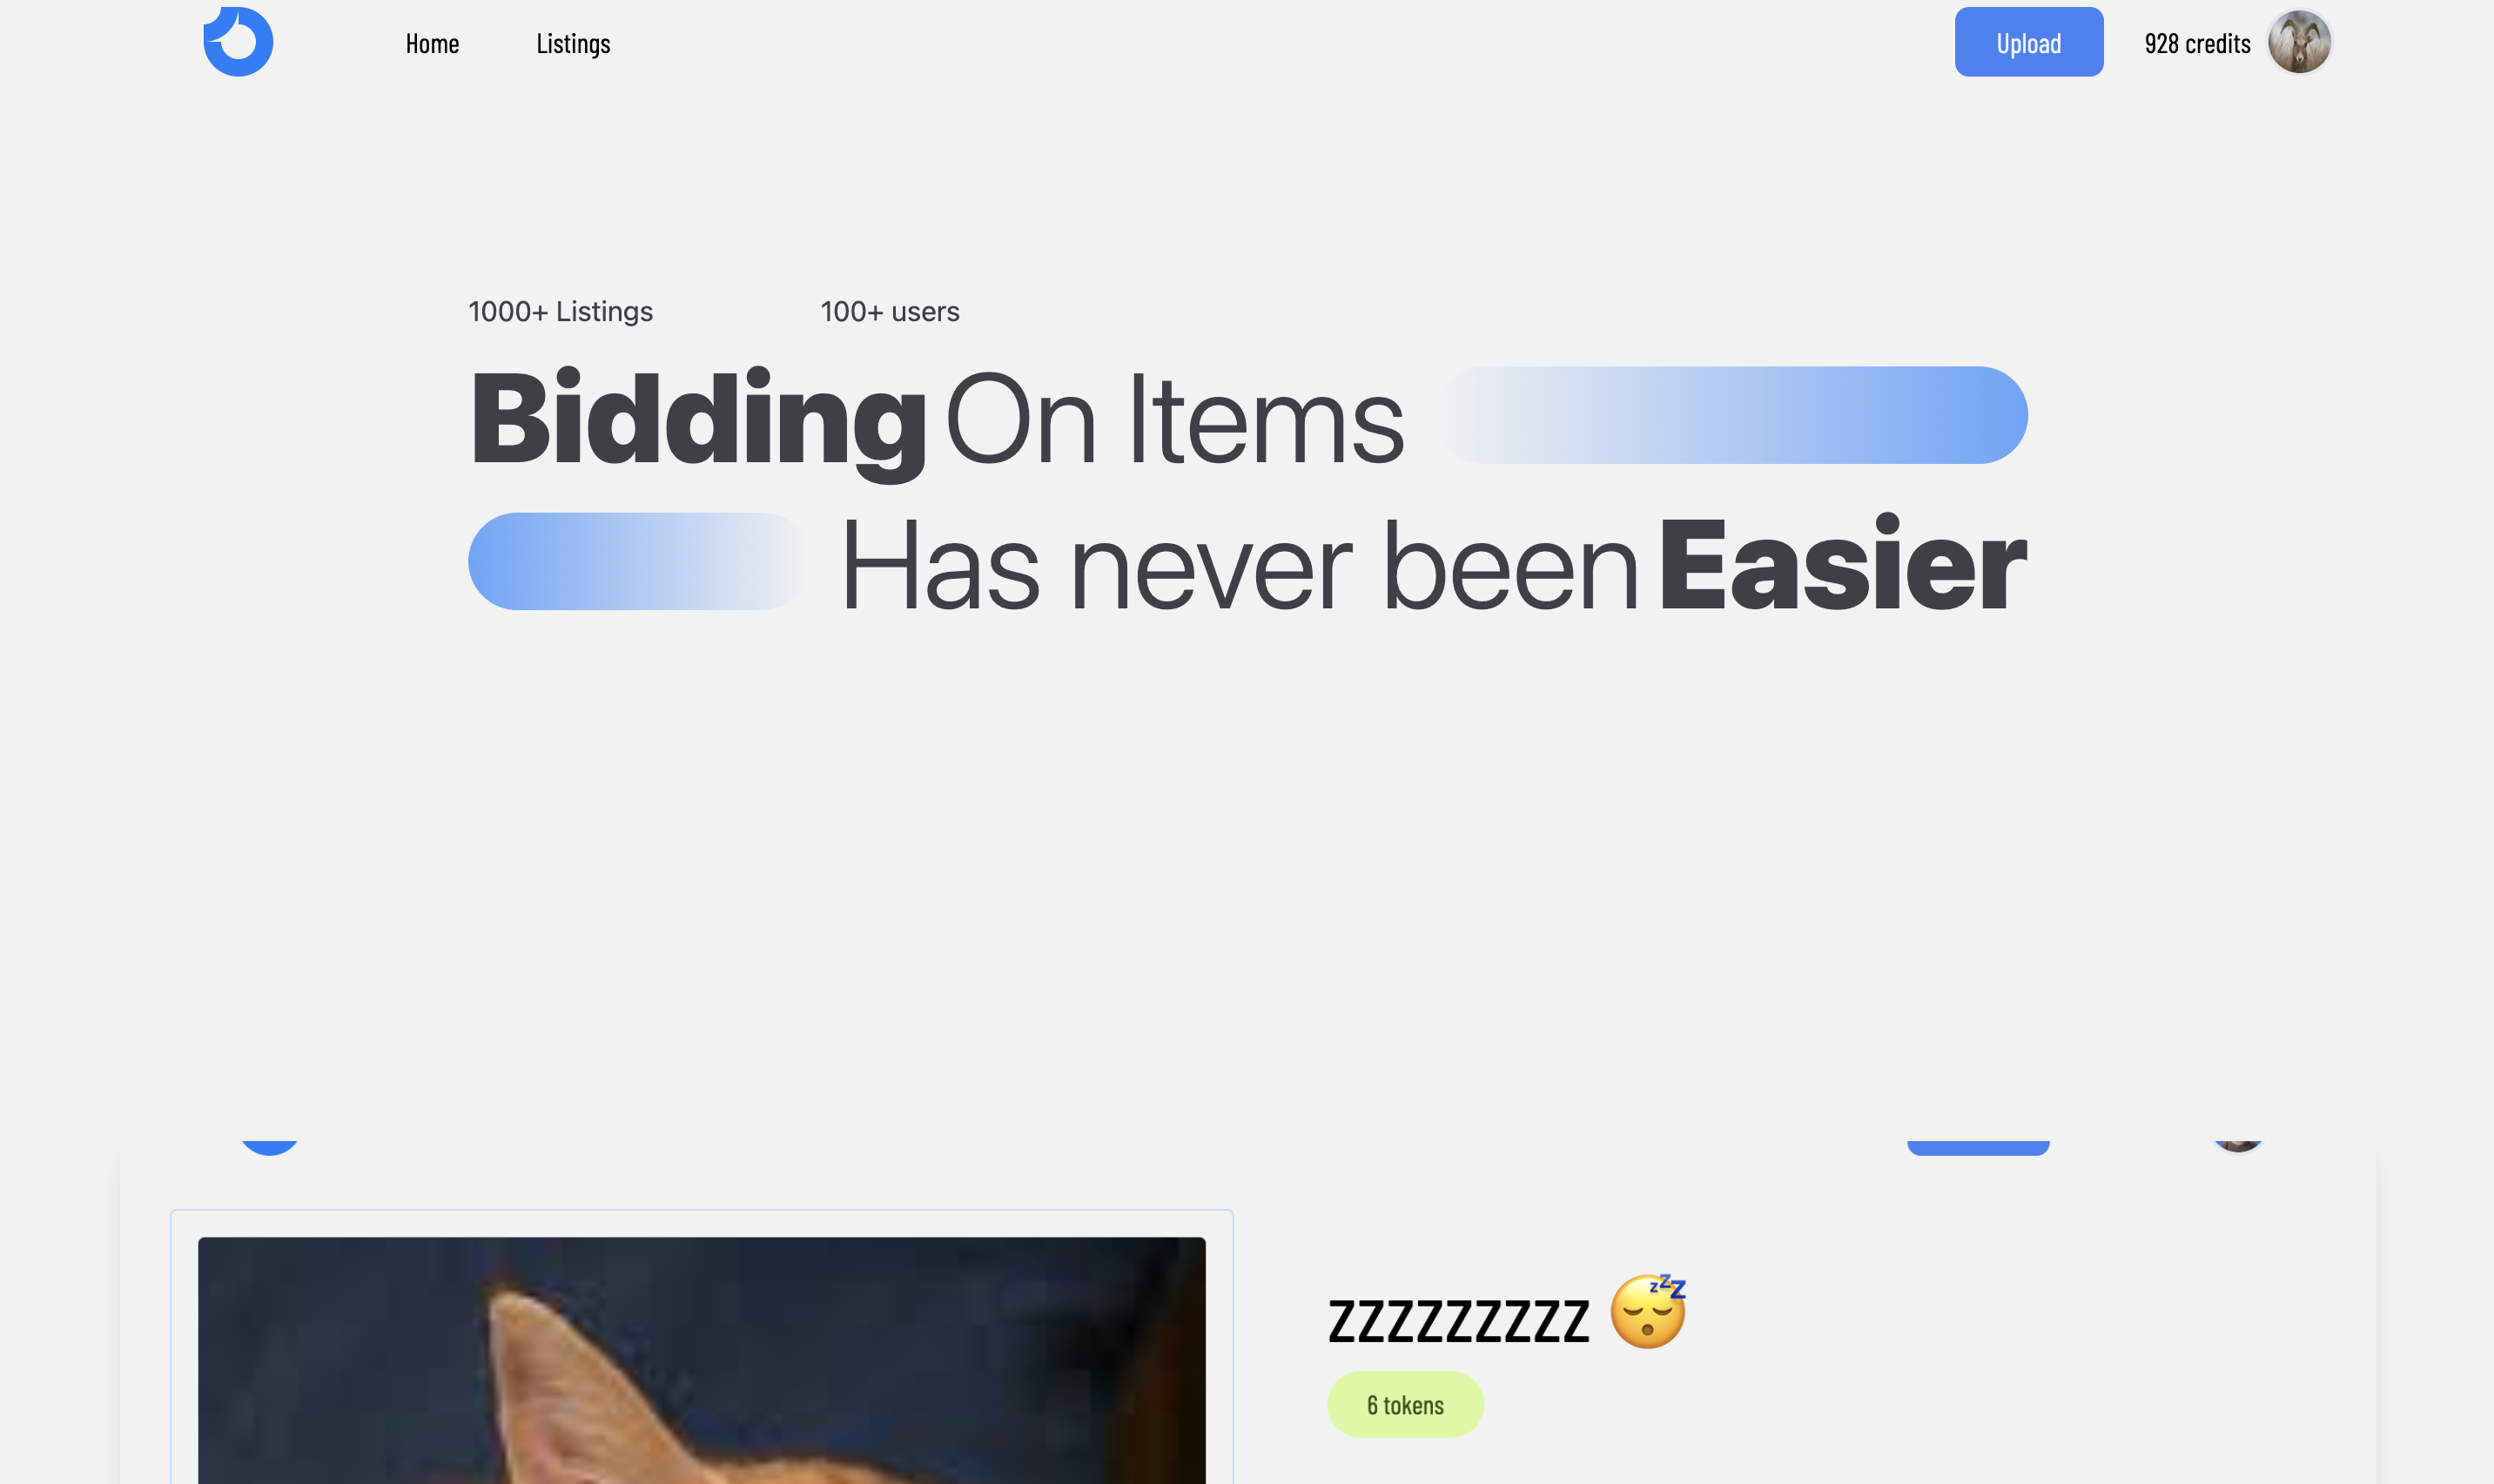 Home Listings Upload 928 credits
1000+ Listings 100+ users
Bidding On Items
Has never been Easier
zzzzzzzzz 😴
6 tokens